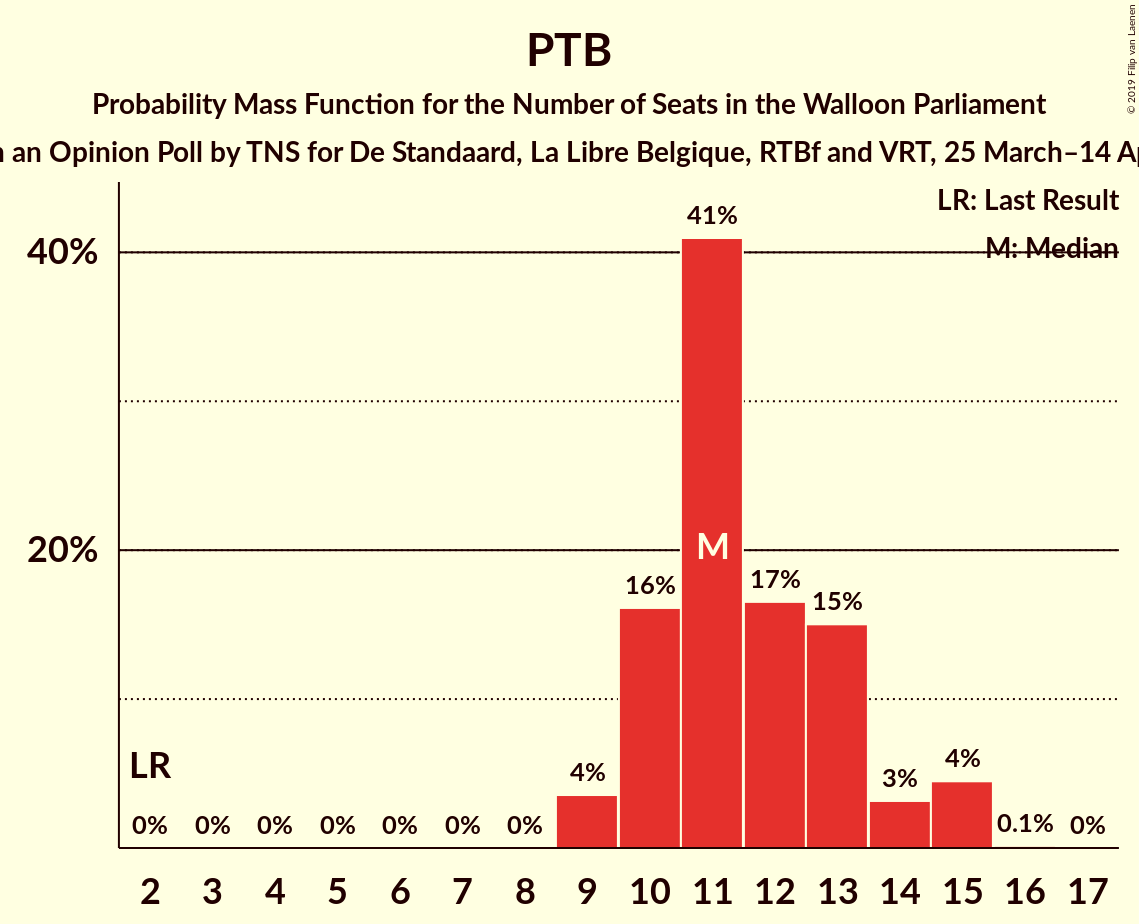 PTB
Probability Mass Function for the Number of Seats in the Walloon Parliament
an Opinion Poll by TNS for De Standaard, La Libre Belgique, RTBf and VRT, 25 March–14
© 2019 Filip van Laenen
LR: Last Result
M: Median
40%
20%
41%
M
16%
17%
15%
LR
4%
3%
4%
0% 0% 0% 0% 0% 0% 0% 0.1% 0%
2 3 4 5 6 7 8 9 10 11 12 13 14 15 16 17